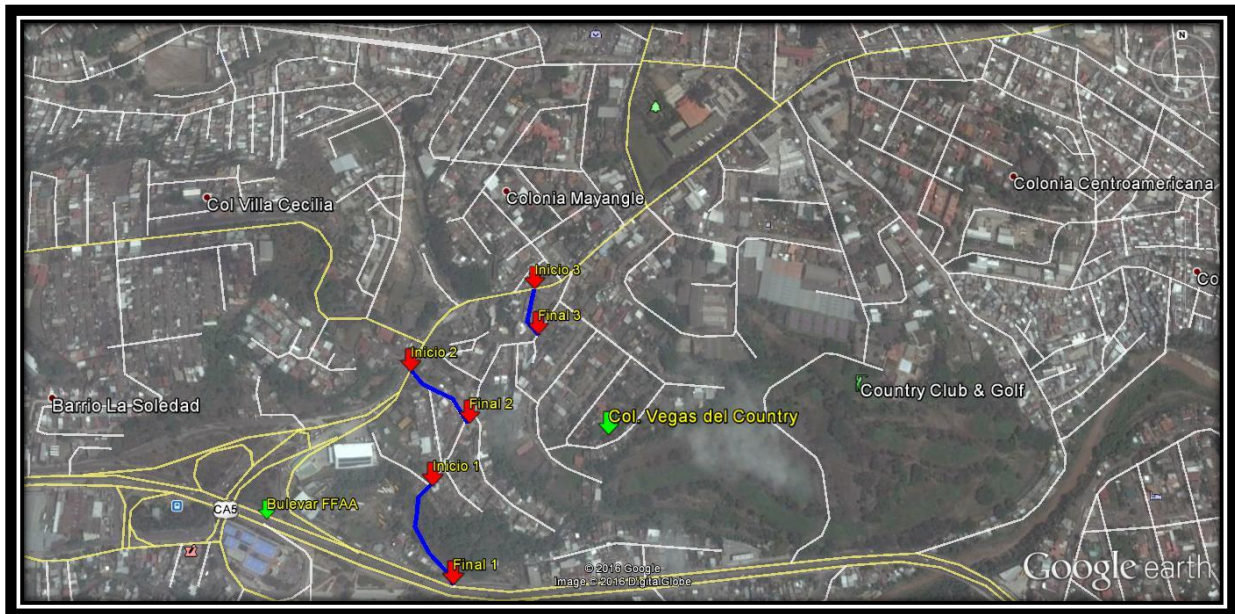 N
Colonia Mayangle
Colonia Centroamericana
Col Villa Cecilia
Inicio 3
Co
Final 3
Inicio 2
Country Club & Golf
Barrio La Soledad
Final 2
Col. Vegas del Country
Inicio 1
Bulevar FFAA
CA5
Final 1
© 2016 Google
Image © 2016 DigitalGlobe
Google earth